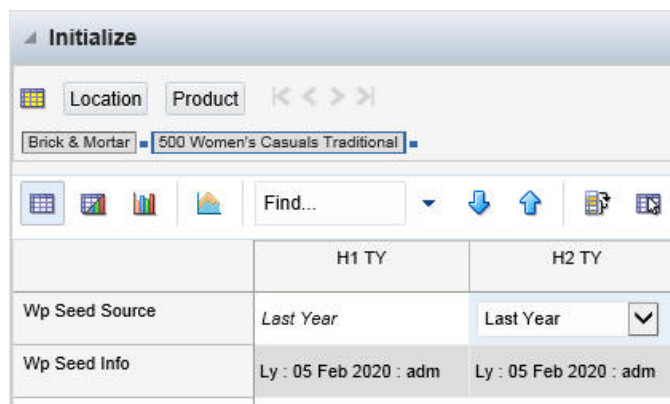 Initialize
Location Product
Brick & Mortar 500 Women's Casuals Traditional
Find...
H1 TY H2 TY
Wp Seed Source Last Year Last Year
Wp Seed Info Ly : 05 Feb 2020 : adm Ly : 05 Feb 2020 : adm